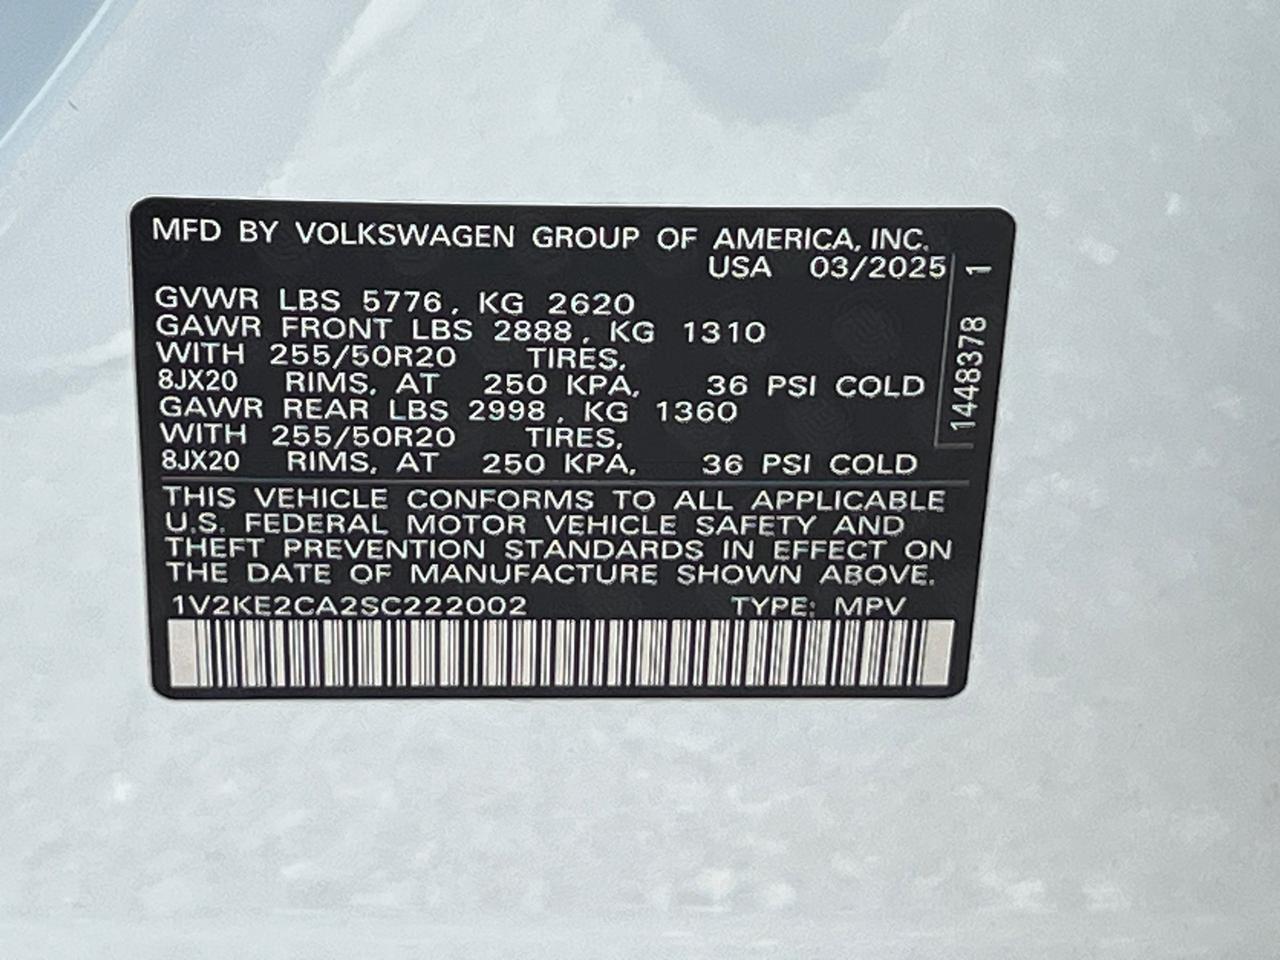 MFD BY VOLKSWAGEN GROUP OF AMERICA, INC.
USA 03/2025
GVWR LBS 5776, KG 2620
GAWR FRONT LBS 2888, KG 1310
WITH 255/50R20 TIRES,
8JX20 RIMS, AT 250 KPA, 36 PSI COLD
GAWR REAR LBS 2998, KG 1360
WITH 255/50R20 TIRES,
8JX20 RIMS, AT 250 KPA, 36 PSI COLD
THIS VEHICLE CONFORMS TO ALL APPLICABLE
U.S. FEDERAL MOTOR VEHICLE SAFETY AND
THEFT PREVENTION STANDARDS IN EFFECT ON
THE DATE OF MANUFACTURE SHOWN ABOVE.
1V2KE2CA2SC222002 TYPE: MPV
1448378 1